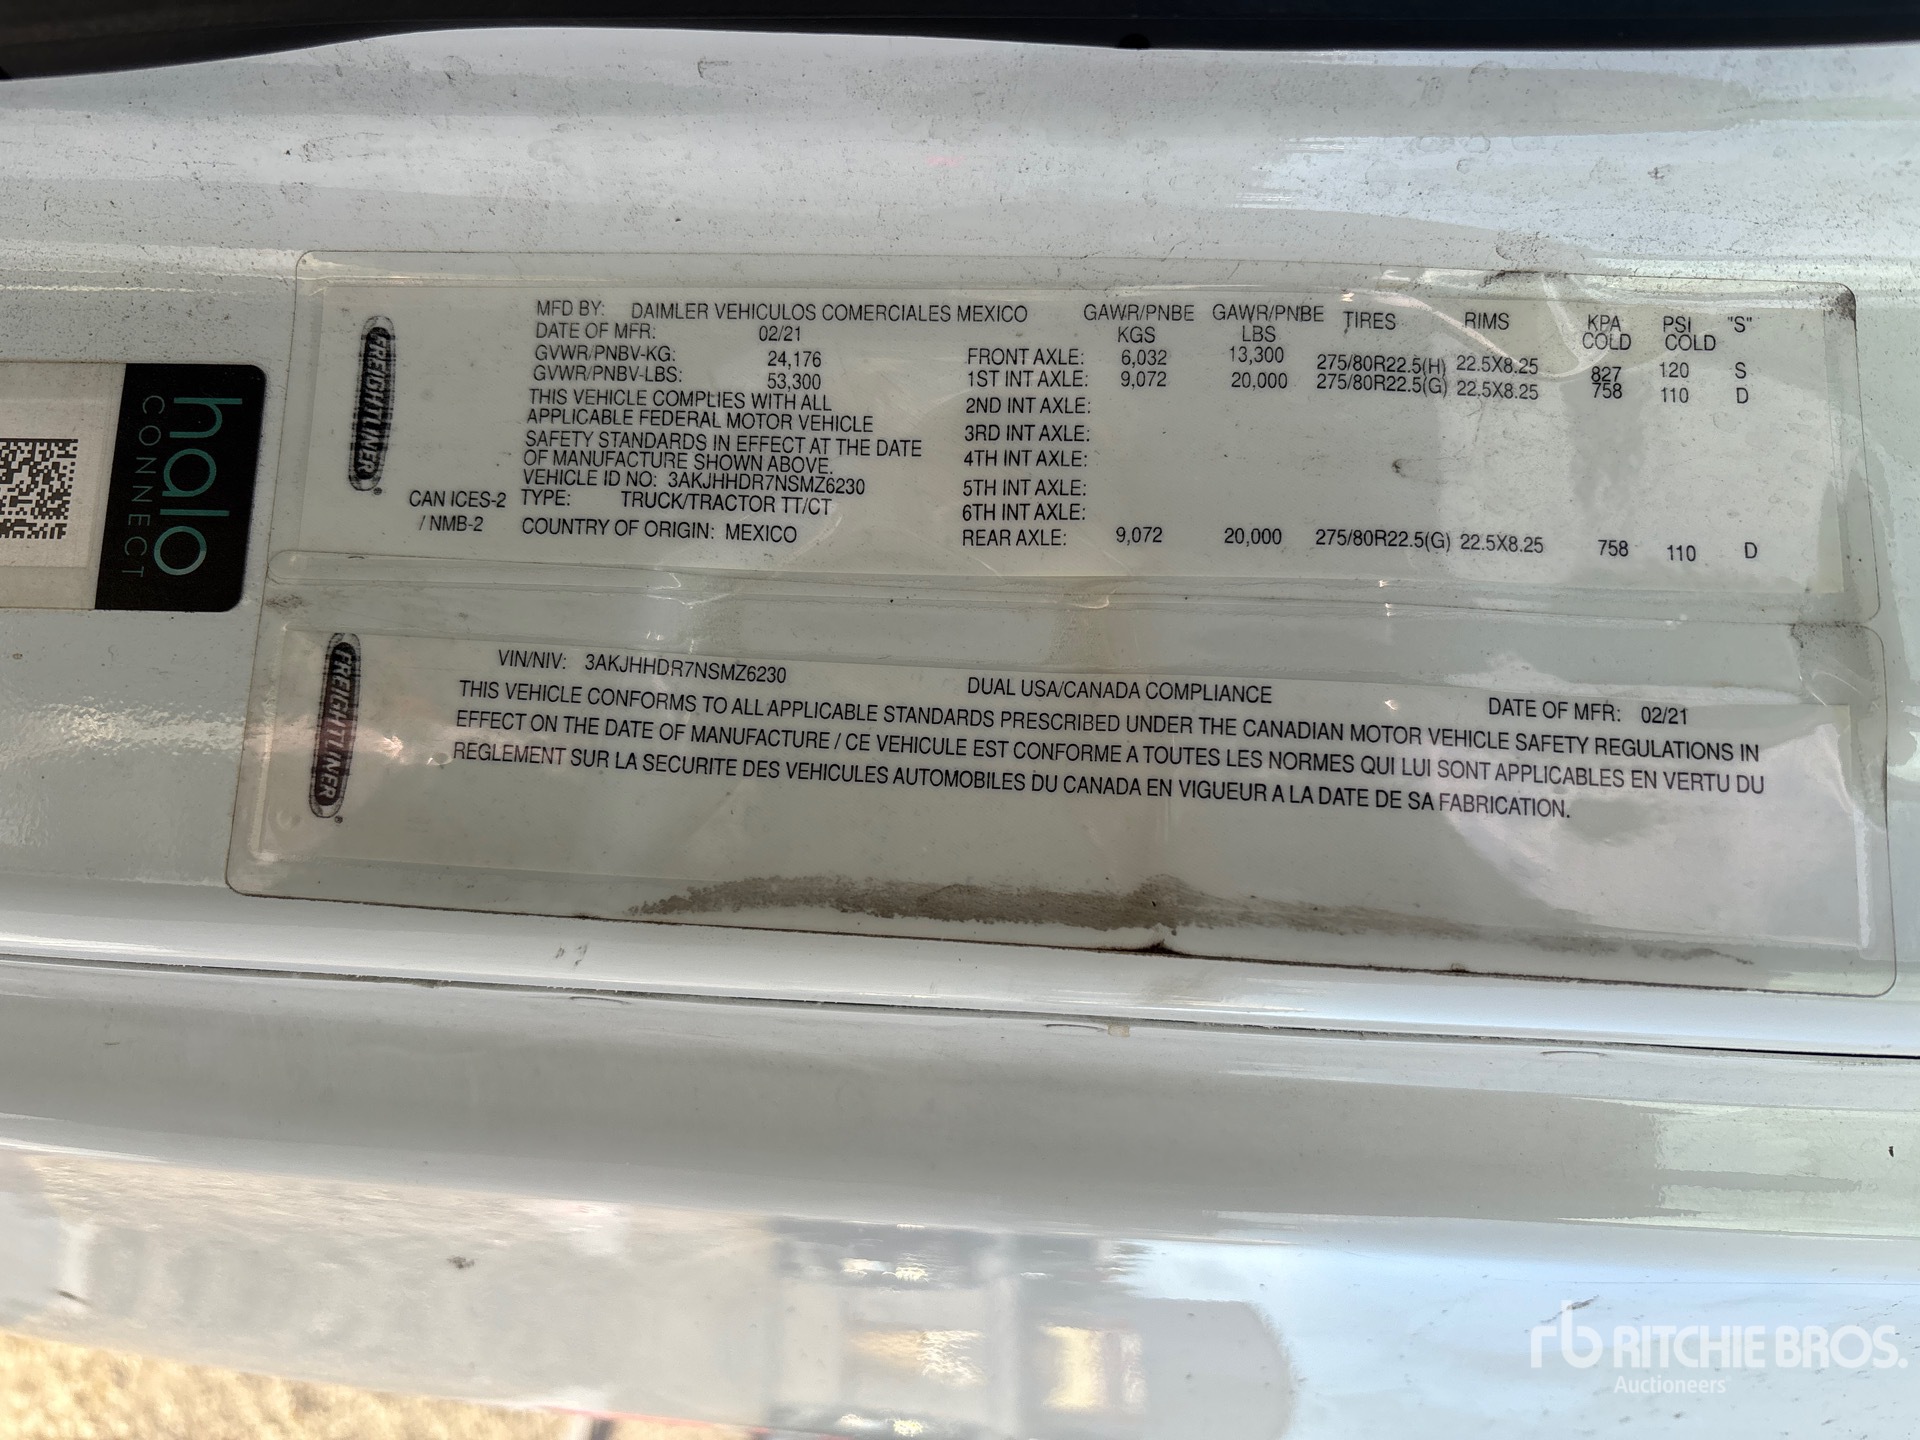 halo
CONNECT
FREIGHTLINER
MFD BY: DAIMLER VEHICULOS COMERCIALES MEXICO
DATE OF MFR: 02/21
GVWR/PNBV-KG: 24,176
GVWR/PNBV-LBS: 53,300
THIS VEHICLE COMPLIES WITH ALL
APPLICABLE FEDERAL MOTOR VEHICLE
SAFETY STANDARDS IN EFFECT AT THE DATE
OF MANUFACTURE SHOWN ABOVE.
VEHICLE ID NO: 3AKJHHDR7NSMZ6230
CAN ICES-2 TYPE: TRUCK/TRACTOR TT/CT
/ NMB-2 COUNTRY OF ORIGIN: MEXICO
GAWR/PNBE GAWR/PNBE TIRES RIMS KPA PSI "S"
KGS LBS COLD COLD
FRONT AXLE: 6,032 13,300 275/80R22.5(H) 22.5X8.25 827 120 S
1ST INT AXLE: 9,072 20,000 275/80R22.5(G) 22.5X8.25 758 110 D
2ND INT AXLE:
3RD INT AXLE:
4TH INT AXLE:
5TH INT AXLE:
6TH INT AXLE:
REAR AXLE: 9,072 20,000 275/80R22.5(G) 22.5X8.25 758 110 D
FREIGHTLINER
VIN/NIV: 3AKJHHDR7NSMZ6230 DUAL USA/CANADA COMPLIANCE DATE OF MFR: 02/21
THIS VEHICLE CONFORMS TO ALL APPLICABLE STANDARDS PRESCRIBED UNDER THE CANADIAN MOTOR VEHICLE SAFETY REGULATIONS IN
EFFECT ON THE DATE OF MANUFACTURE / CE VEHICULE EST CONFORME A TOUTES LES NORMES QUI LUI SONT APPLICABLES EN VERTU DU
REGLEMENT SUR LA SECURITE DES VEHICULES AUTOMOBILES DU CANADA EN VIGUEUR A LA DATE DE SA FABRICATION.
rb RITCHIE BROS.
Auctioneers